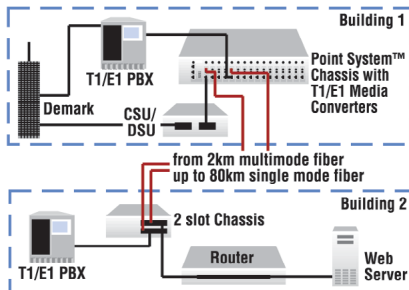 Building 1
T1/E1 PBX
Point System™
Chassis with
T1/E1 Media
Converters
Demark
CSU/
DSU
from 2km multimode fiber
up to 80km single mode fiber
Building 2
2 slot Chassis
T1/E1 PBX
Router
Web
Server